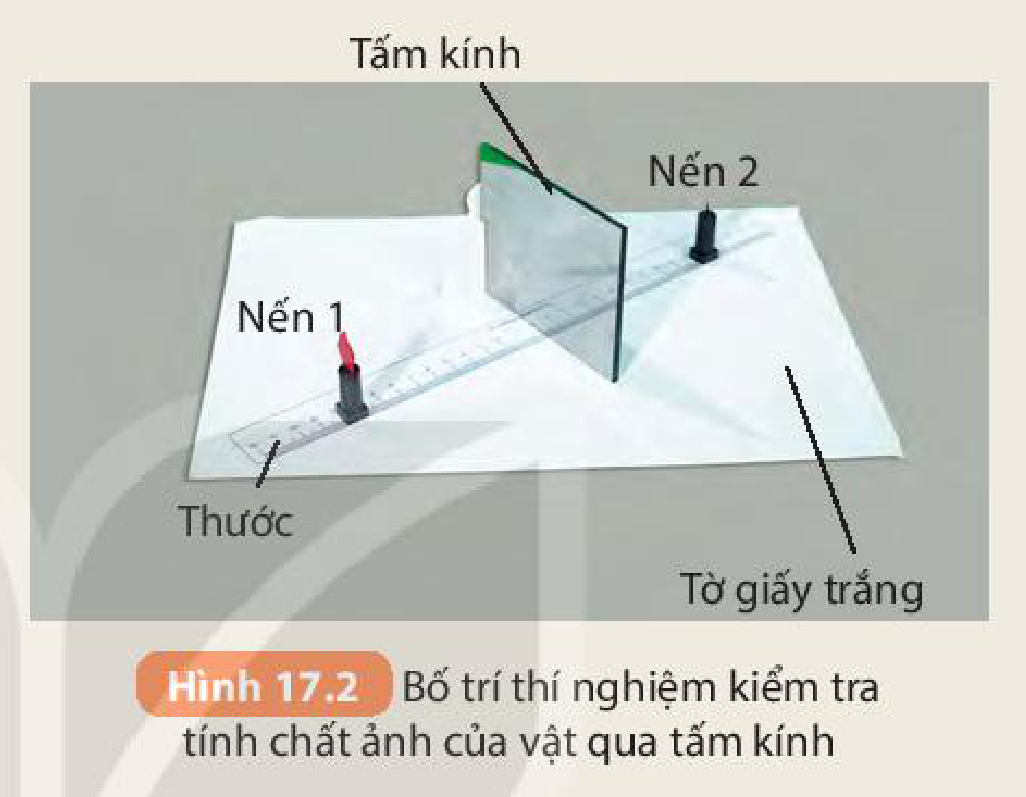 Tấm kính
Nến 2
Nến 1
Thước
Tờ giấy trắng
Hình 17.2 Bố trí thí nghiệm kiểm tra
tính chất ảnh của vật qua tấm kính